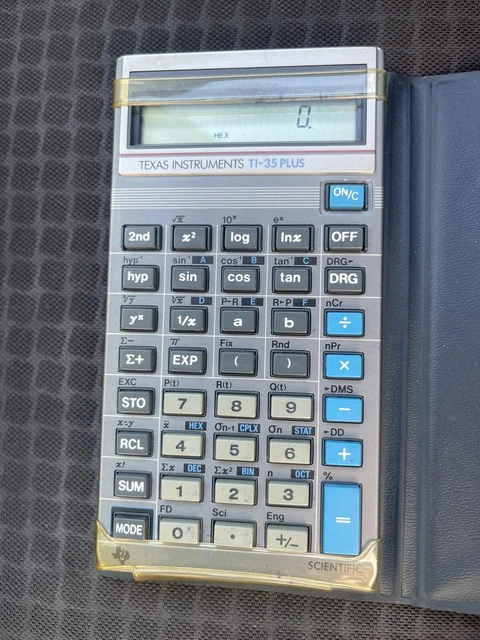 0.
HEX
TEXAS INSTRUMENTS TI-35 PLUS
ON/C
√x 10ˣ eˣ
2nd x² log lnx OFF
hyp⁻¹ sin⁻¹ A cos⁻¹ B tan⁻¹ C DRG►
hyp sin cos tan DRG
∛y ˣ√y D P-R E R►P F nCr
yˣ 1/x a b ÷
Σ− π Fix Rnd nPr
Σ+ EXP ( ) ×
EXC P(t) R(t) Q(t) ►DMS
STO 7 8 9 −
x:y x̄ HEX σn-1 CPLX σn STAT ►DD
RCL 4 5 6 +
x! Σx DEC Σx² BIN n OCT %
SUM 1 2 3 =
FD Sci Eng
MODE 0 . +/−
SCIENTIFIC